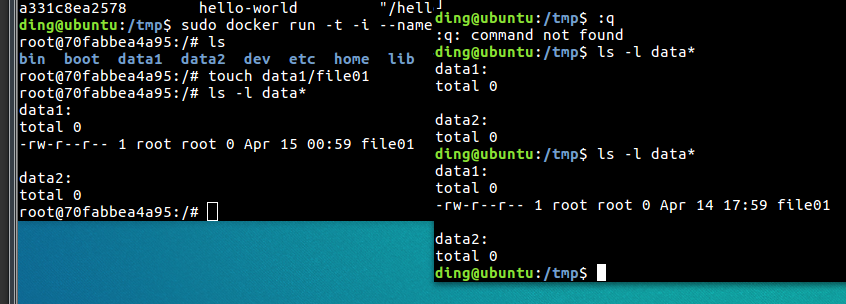 a331c8ea2578        hello-world         "/hell
ding@ubuntu:/tmp$ sudo docker run -t -i --name
root@70fabbea4a95:/# ls
bin  boot  data1  data2  dev  etc  home  lib
root@70fabbea4a95:/# touch data1/file01
root@70fabbea4a95:/# ls -l data*
data1:
total 0
-rw-r--r-- 1 root root 0 Apr 15 00:59 file01

data2:
total 0
root@70fabbea4a95:/#
ding@ubuntu:/tmp$ :q
:q: command not found
ding@ubuntu:/tmp$ ls -l data*
data1:
total 0

data2:
total 0
ding@ubuntu:/tmp$ ls -l data*
data1:
total 0
-rw-r--r-- 1 root root 0 Apr 14 17:59 file01

data2:
total 0
ding@ubuntu:/tmp$